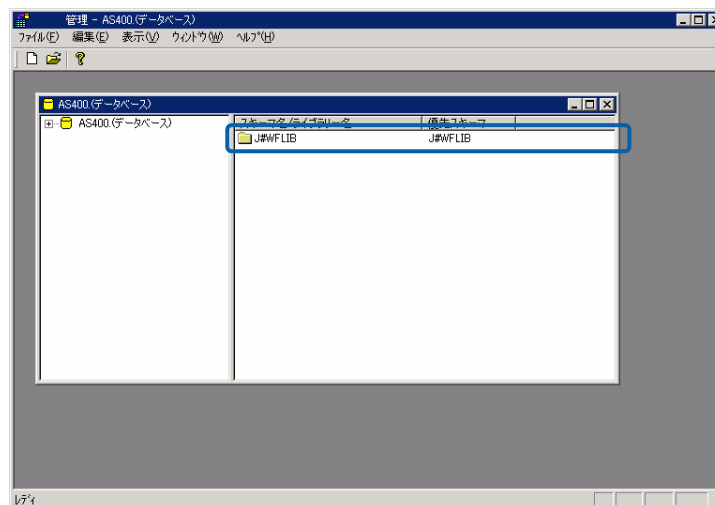 管理 - AS400.(データベース)
ファイル(F) 編集(E) 表示(V) ウィンドウ(W) ヘルプ(H)
AS400.(データベース)
AS400.(データベース)
スキーマ名/ライブラリー名 優先スキーマ
J#WFLIB J#WFLIB
レディ